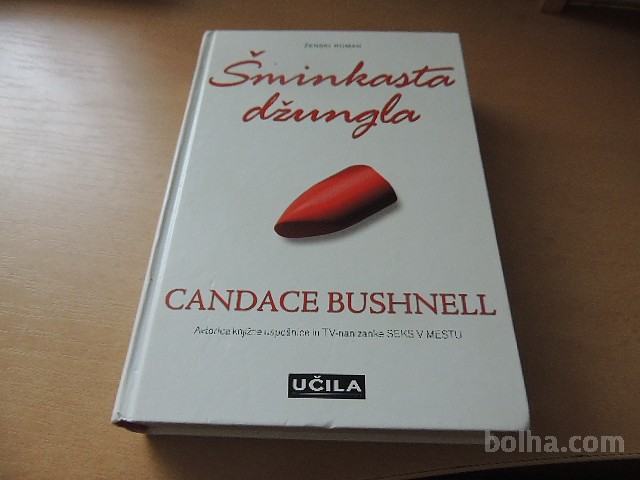 ŽENSKI ROMAN
Šminkasta
džungla
CANDACE BUSHNELL
Avtorica knjižne uspešnice in TV-nanizanke SEKS V MESTU
UČILA
bolha.com